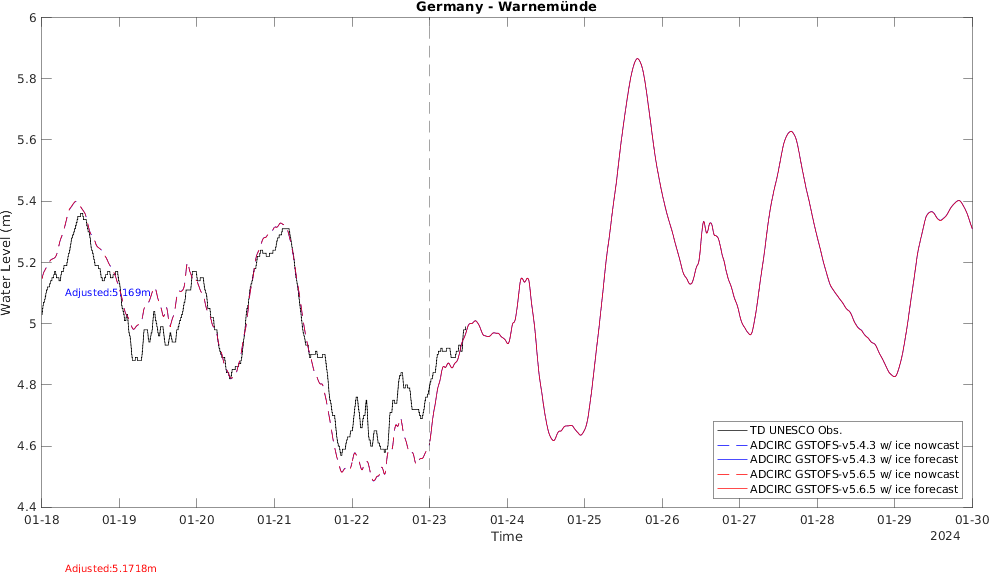 Germany - Warnemünde
6
5.8
5.6
5.4
5.2
5
4.8
4.6
4.4
Water Level (m)
Adjusted:5.169m
TD UNESCO Obs.
ADCIRC GSTOFS-v5.4.3 w/ ice nowcast
ADCIRC GSTOFS-v5.4.3 w/ ice forecast
ADCIRC GSTOFS-v5.6.5 w/ ice nowcast
ADCIRC GSTOFS-v5.6.5 w/ ice forecast
01-18 01-19 01-20 01-21 01-22 01-23 01-24 01-25 01-26 01-27 01-28 01-29 01-30
Time
2024
Adjusted:5.1718m